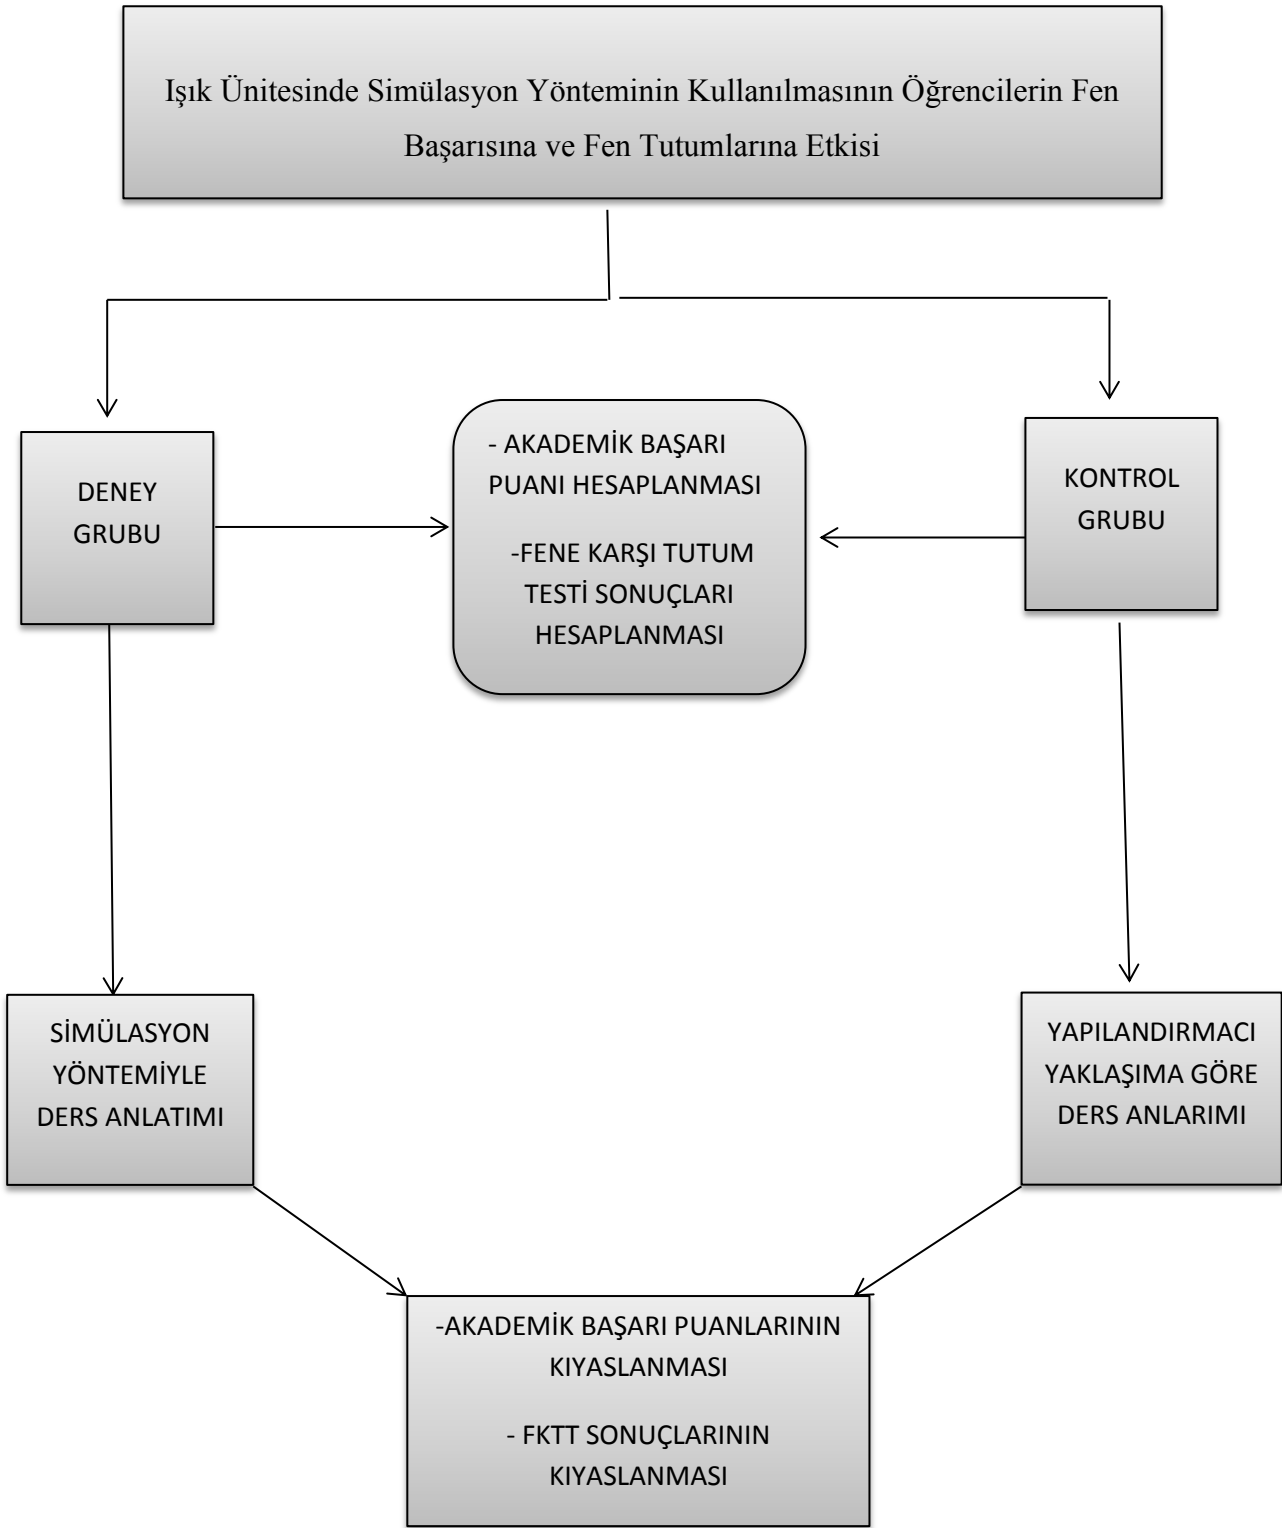 Işık Ünitesinde Simülasyon Yönteminin Kullanılmasının Öğrencilerin Fen
Başarısına ve Fen Tutumlarına Etkisi
DENEY
GRUBU
- AKADEMİK BAŞARI
PUANI HESAPLANMASI
-FENE KARŞI TUTUM
TESTİ SONUÇLARI
HESAPLANMASI
KONTROL
GRUBU
SİMÜLASYON
YÖNTEMİYLE
DERS ANLATIMI
YAPILANDIRMACI
YAKLAŞIMA GÖRE
DERS ANLARIMI
-AKADEMİK BAŞARI PUANLARININ
KIYASLANMASI
- FKTT SONUÇLARININ
KIYASLANMASI